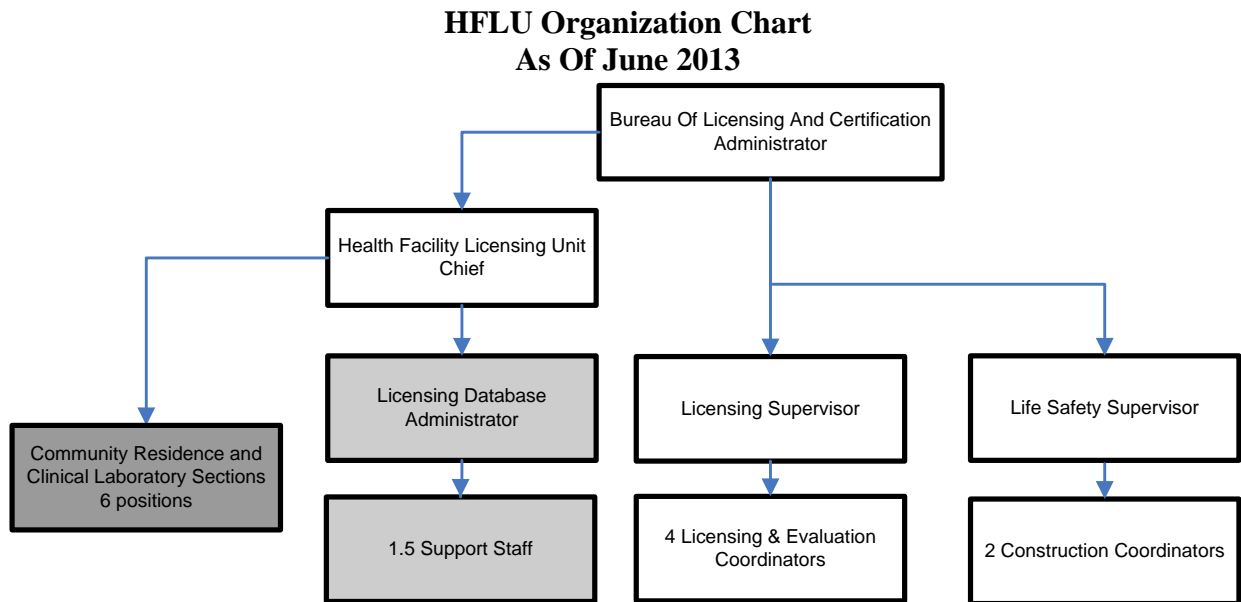 HFLU Organization Chart
As Of June 2013
Bureau Of Licensing And Certification
Administrator
Health Facility Licensing Unit
Chief
Licensing Database
Administrator
Licensing Supervisor
Life Safety Supervisor
Community Residence and
Clinical Laboratory Sections
6 positions
1.5 Support Staff
4 Licensing & Evaluation
Coordinators
2 Construction Coordinators